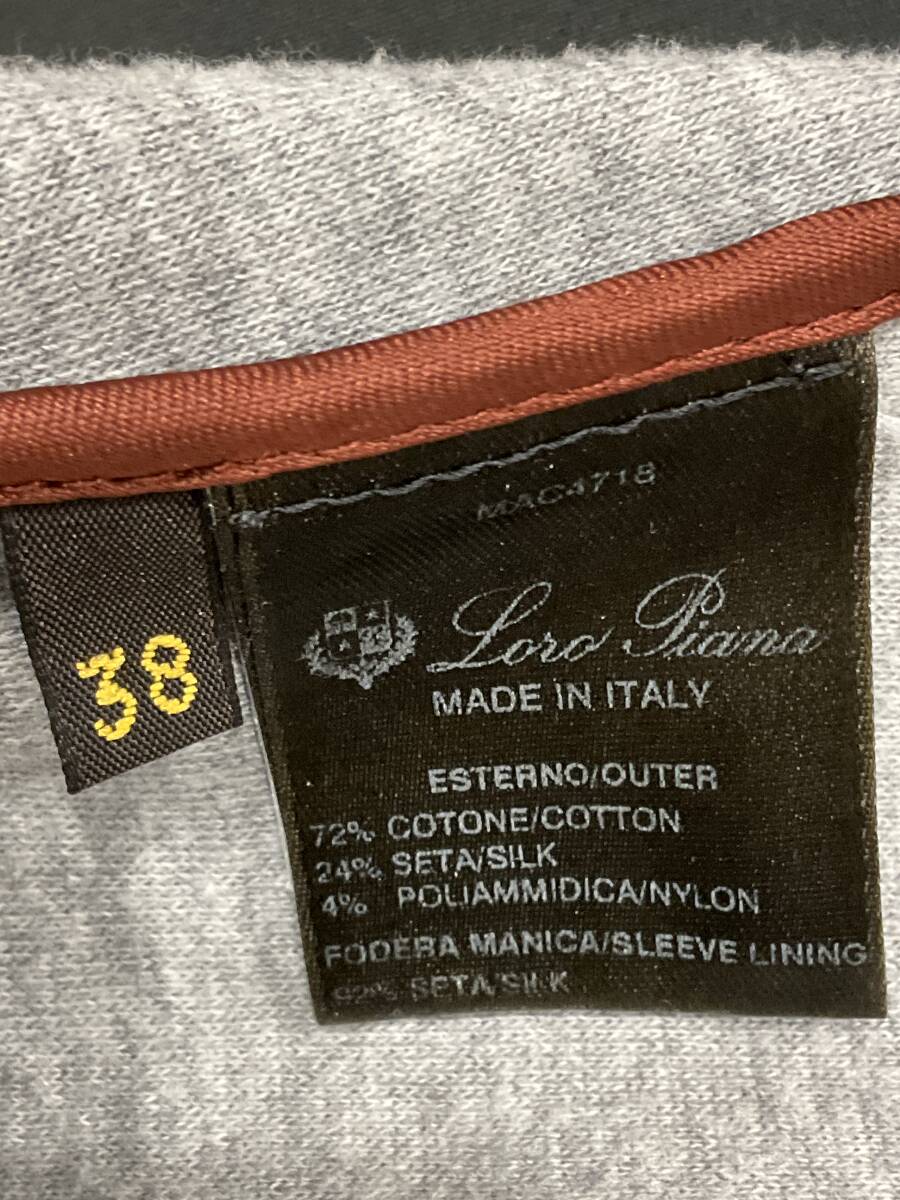 38
MAC4718
Loro Piana
MADE IN ITALY
ESTERNO/OUTER
72% COTONE/COTTON
24% SETA/SILK
4% POLIAMMIDICA/NYLON
FODERA MANICA/SLEEVE LINING
92% SETA/SILK